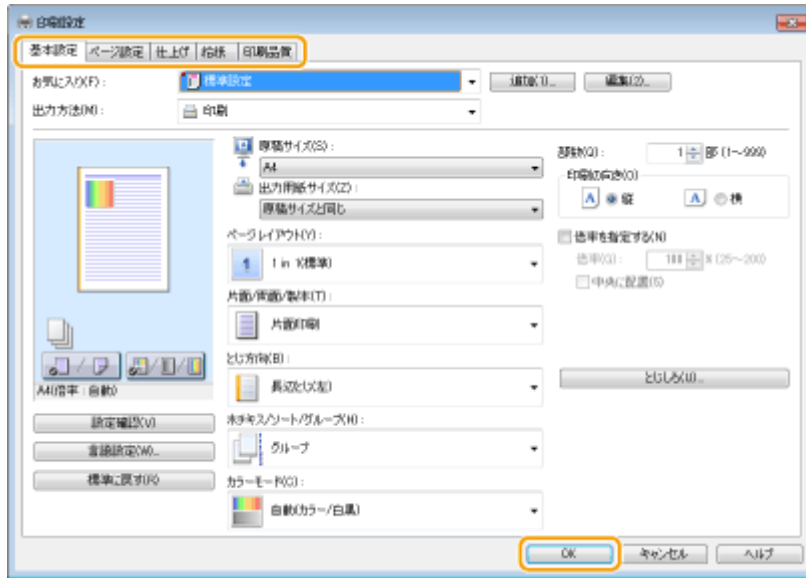 印刷設定
基本設定 ページ設定 仕上げ 給紙 印刷品質
お気に入り(F): 標準設定 追加(1)... 編集(2)...
出力方法(M): 印刷
原稿サイズ(S):
A4
出力用紙サイズ(Z):
原稿サイズと同じ
ページレイアウト(Y):
1 1 in 1(標準)
片面/両面/製本(T):
片面印刷
とじ方向(B):
長辺とじ(左)
ホチキス/ソート/グループ(H):
グループ
カラーモード(C):
自動(カラー/白黒)
部数(Q): 1 部 (1～999)
印刷の向き(O)
A 縦 A 横
倍率を指定する(N)
倍率(G): 100 % (25～200)
中央に配置(5)
とじしろ(U)...
A4(倍率:自動)
設定確認(V)
言語設定(W)...
標準に戻す(R)
OK キャンセル ヘルプ